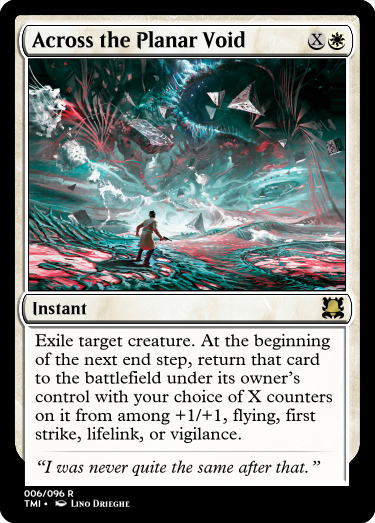 Across the Planar Void X
Instant
Exile target creature. At the beginning
of the next end step, return that card
to the battlefield under its owner's
control with your choice of X counters
on it from among +1/+1, flying, first
strike, lifelink, or vigilance.
"I was never quite the same after that."
006/096 R
TMI • Lino Drieghe